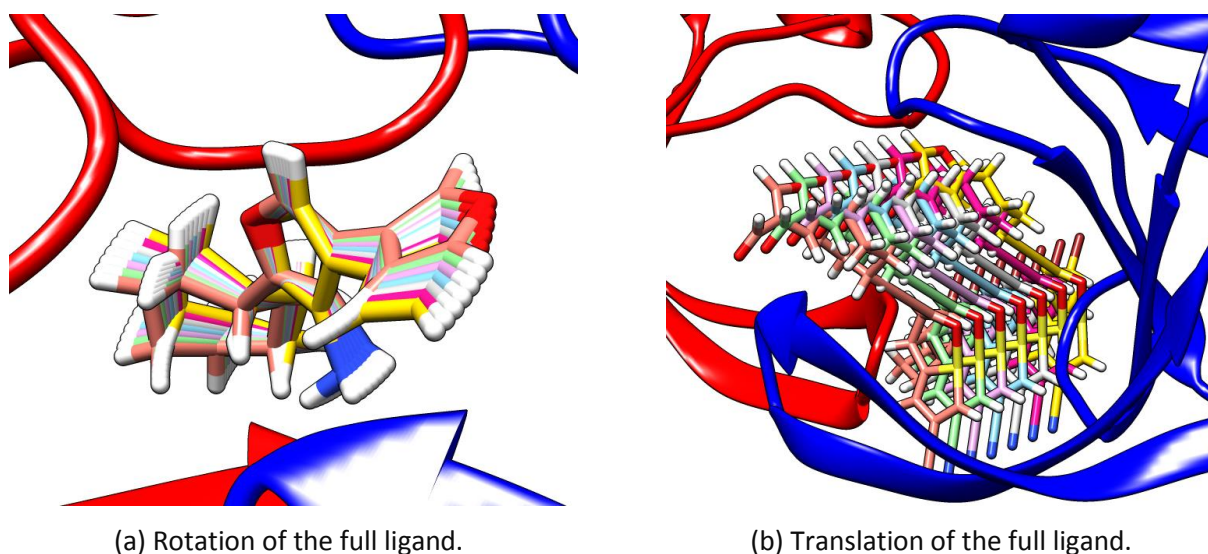 (a) Rotation of the full ligand.
(b) Translation of the full ligand.